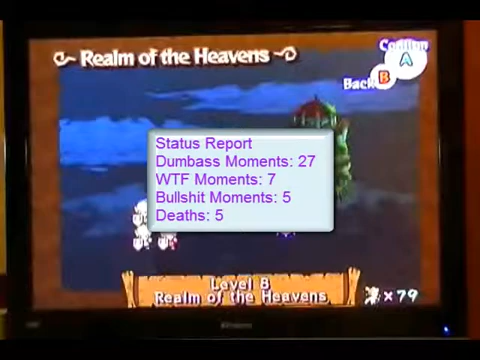 Realm of the Heavens
Confirm
A
Back
B
Status Report
Dumbass Moments: 27
WTF Moments: 7
Bullshit Moments: 5
Deaths: 5
Level 8
Realm of the Heavens
×79